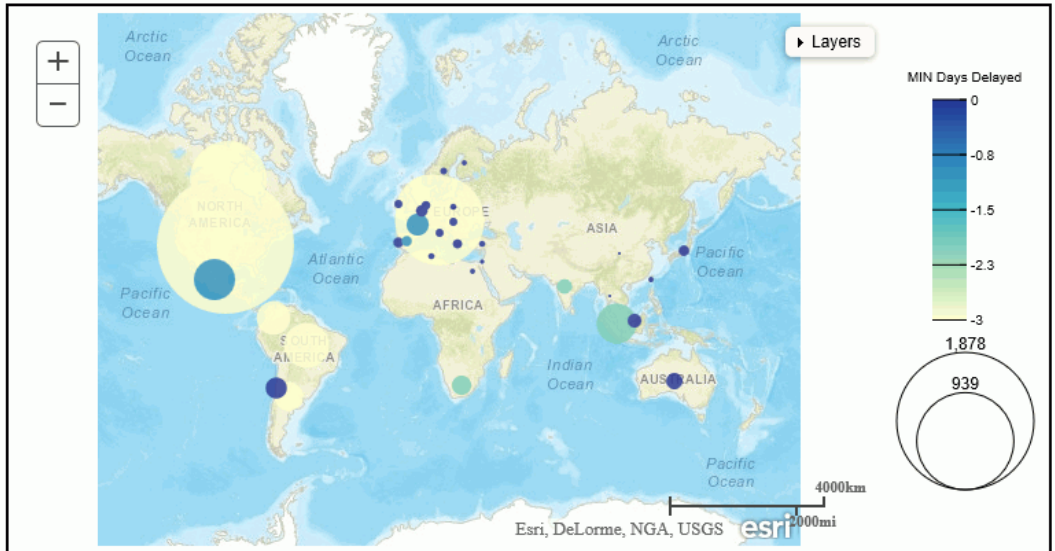 Arctic
Ocean
Arctic
Ocean
Layers
+
−
MIN Days Delayed
0
-0.8
-1.5
-2.3
-3
NORTH
AMERICA
EUROPE
ASIA
Atlantic
Ocean
Pacific
Ocean
Pacific
Ocean
AFRICA
SOUTH
AMERICA
Indian
Ocean
AUSTRALIA
1,878
939
Pacific
Ocean
4000km
2000mi
Esri, DeLorme, NGA, USGS
esri